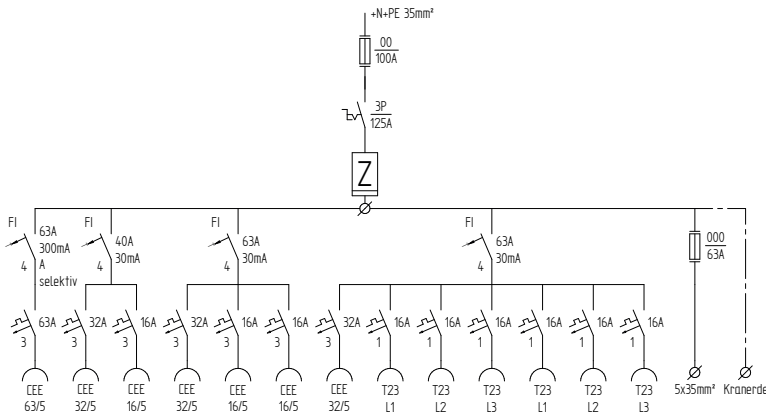 +N+PE 35mm²
00
100A
3P
125A
Z
FI
63A
300mA
A
selektiv
4
FI
40A
30mA
4
FI
63A
30mA
4
FI
63A
30mA
4
000
63A
63A
3
32A
3
16A
3
32A
3
16A
3
16A
3
32A
3
16A
1
16A
1
16A
1
16A
1
16A
1
16A
1
CEE
63/5
CEE
32/5
CEE
16/5
CEE
32/5
CEE
16/5
CEE
16/5
CEE
32/5
T23
L1
T23
L2
T23
L3
T23
L1
T23
L2
T23
L3
5x35mm²
Kranerde